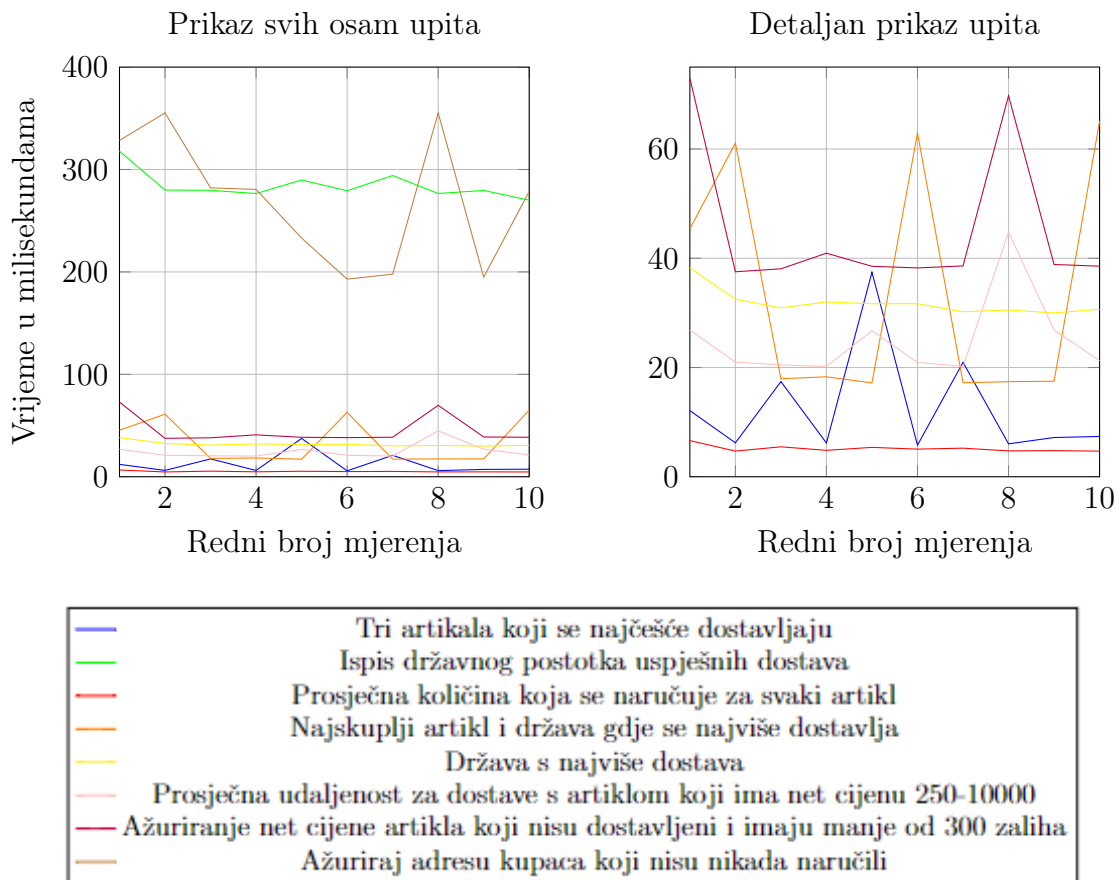 Prikaz svih osam upita
Detaljan prikaz upita
Vrijeme u milisekundama
400
300
200
100
0
2 4 6 8 10
Redni broj mjerenja
60
40
20
0
2 4 6 8 10
Redni broj mjerenja
Tri artikala koji se najčešće dostavljaju
Ispis državnog postotka uspješnih dostava
Prosječna količina koja se naručuje za svaki artikl
Najskuplji artikl i država gdje se najviše dostavlja
Država s najviše dostava
Prosječna udaljenost za dostave s artiklom koji ima net cijenu 250-10000
Ažuriranje net cijene artikla koji nisu dostavljeni i imaju manje od 300 zaliha
Ažuriraj adresu kupaca koji nisu nikada naručili